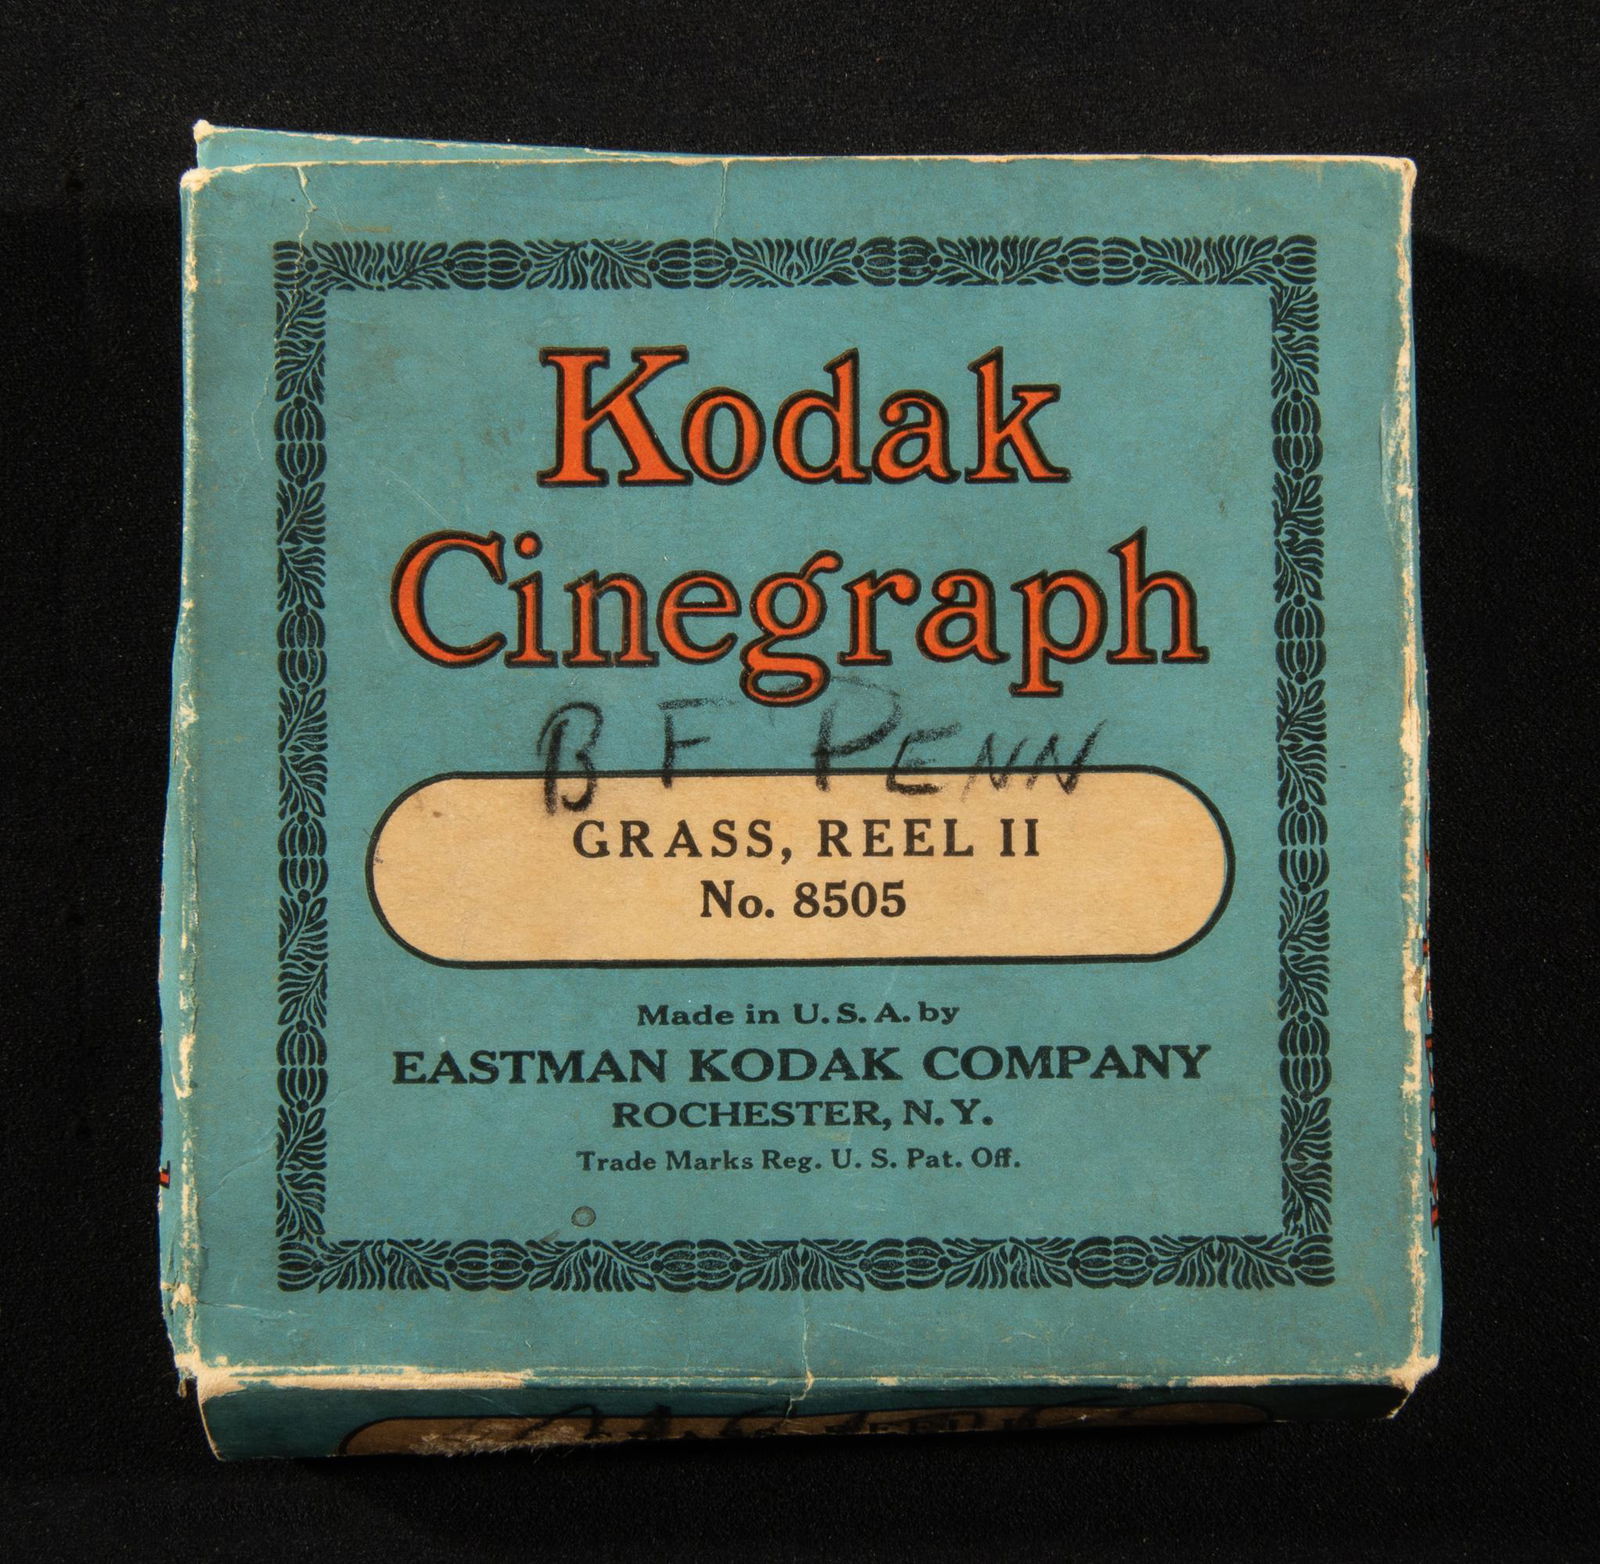 Kodak
Cinegraph
B F PENN
GRASS, REEL II
No. 8505
Made in U.S.A. by
EASTMAN KODAK COMPANY
ROCHESTER, N.Y.
Trade Marks Reg. U. S. Pat. Off.